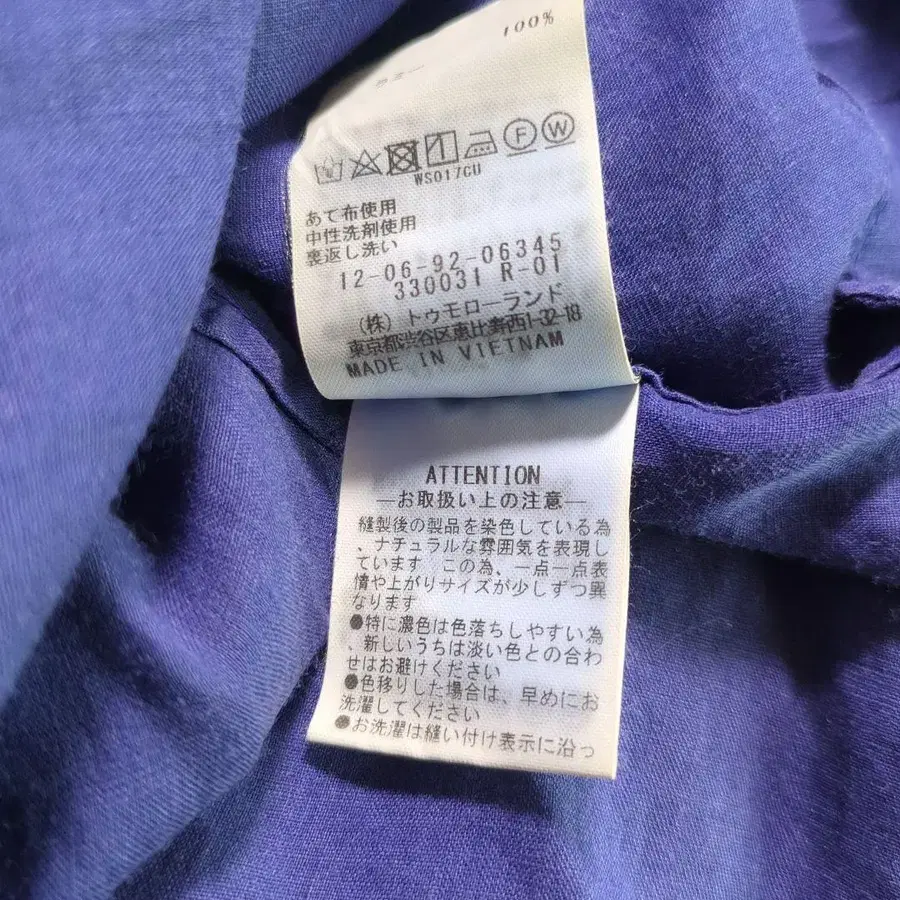 100%
F W
WS017CU
あて布使用
中性洗剤使用
裏返し洗い
12-06-92-06345
330031 R-01
(株) トゥモローランド
東京都渋谷区恵比寿西1-32-18
MADE IN VIETNAM
ATTENTION
―お取扱い上の注意―
縫製後の製品を染色している為
、ナチュラルな雰囲気を表現し
ています この為、一点一点表
情や上がりサイズが少しずつ異
なります
●特に濃色は色落ちしやすい為
、新しいうちは淡い色との合わ
せはお避けください
●色移りした場合は、早めにお
洗濯してください
●お洗濯は縫い付け表示に沿っ